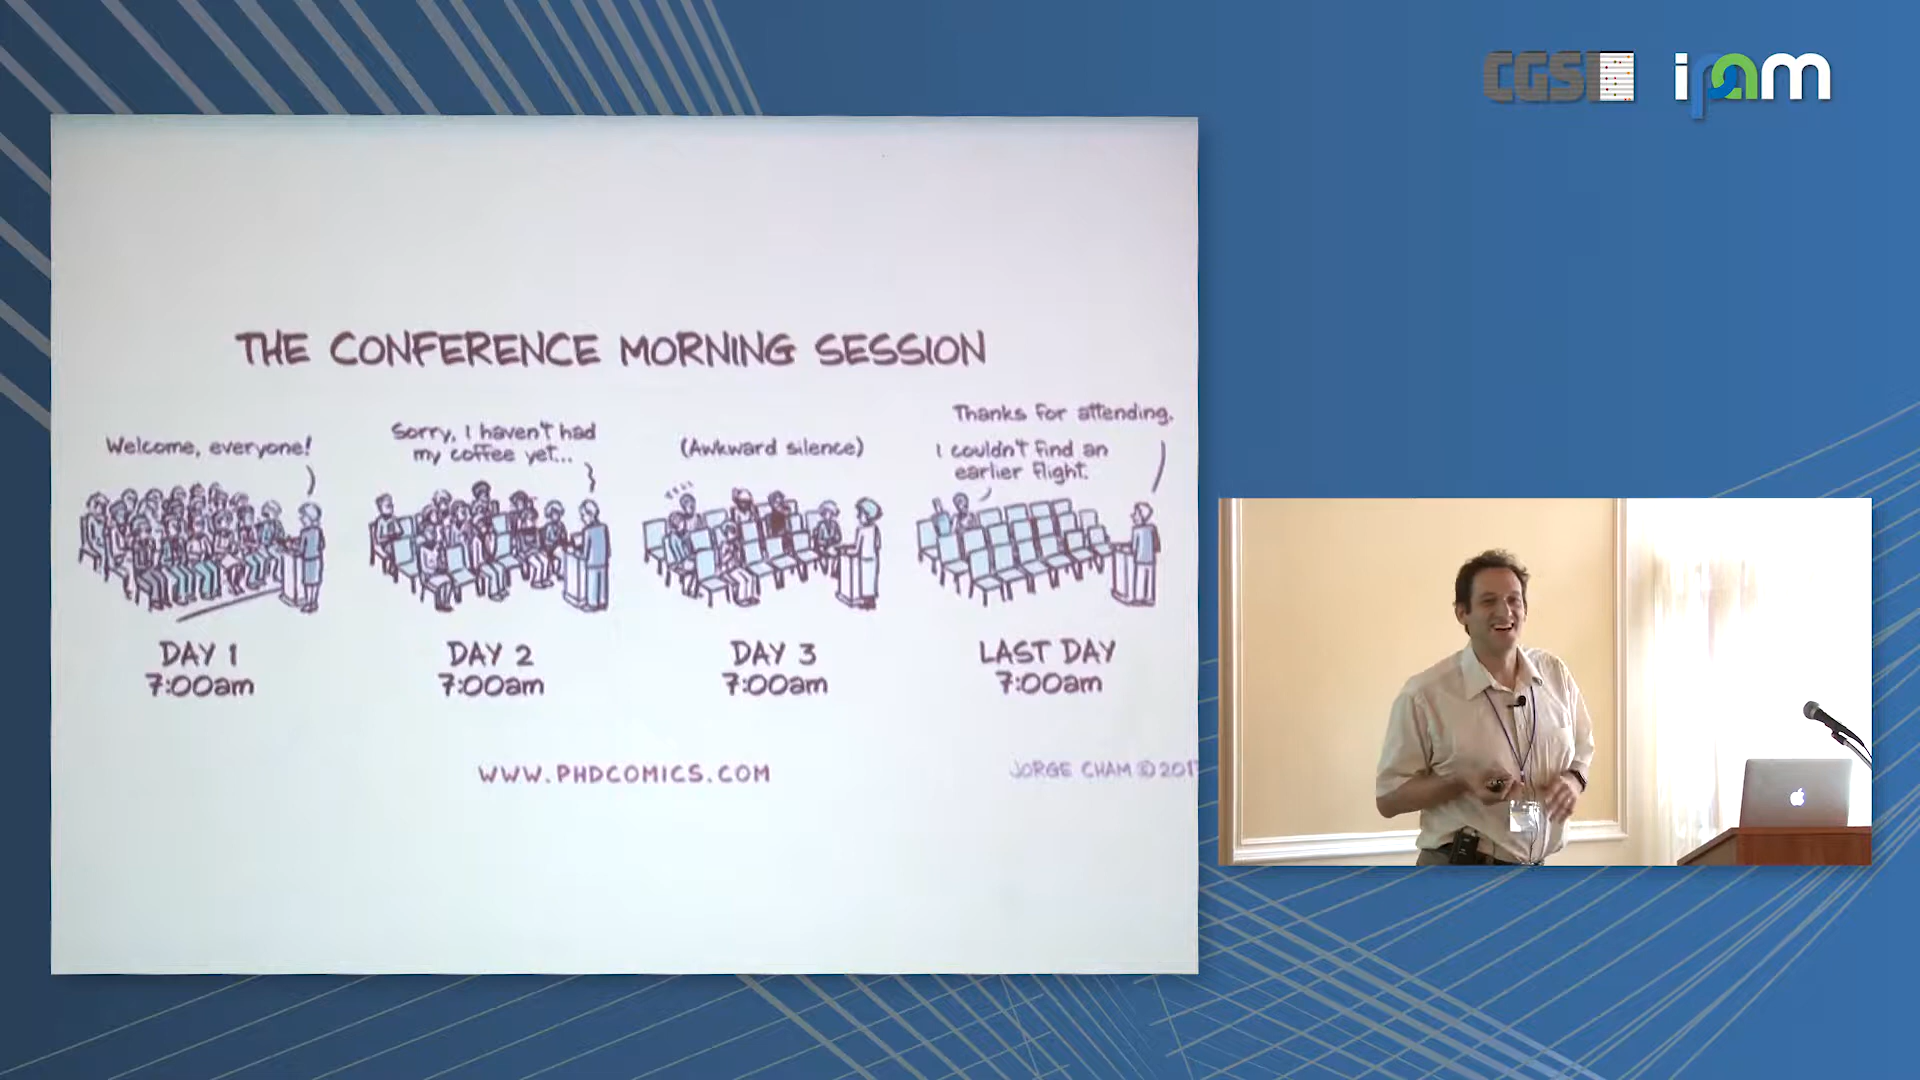 CGSI
ipam
THE CONFERENCE MORNING SESSION
Welcome, everyone!
Sorry, I haven't had
my coffee yet...
(Awkward silence)
Thanks for attending.
I couldn't find an
earlier flight.
DAY 1
7:00am
DAY 2
7:00am
DAY 3
7:00am
LAST DAY
7:00am
WWW.PHDCOMICS.COM
JORGE CHAM © 201